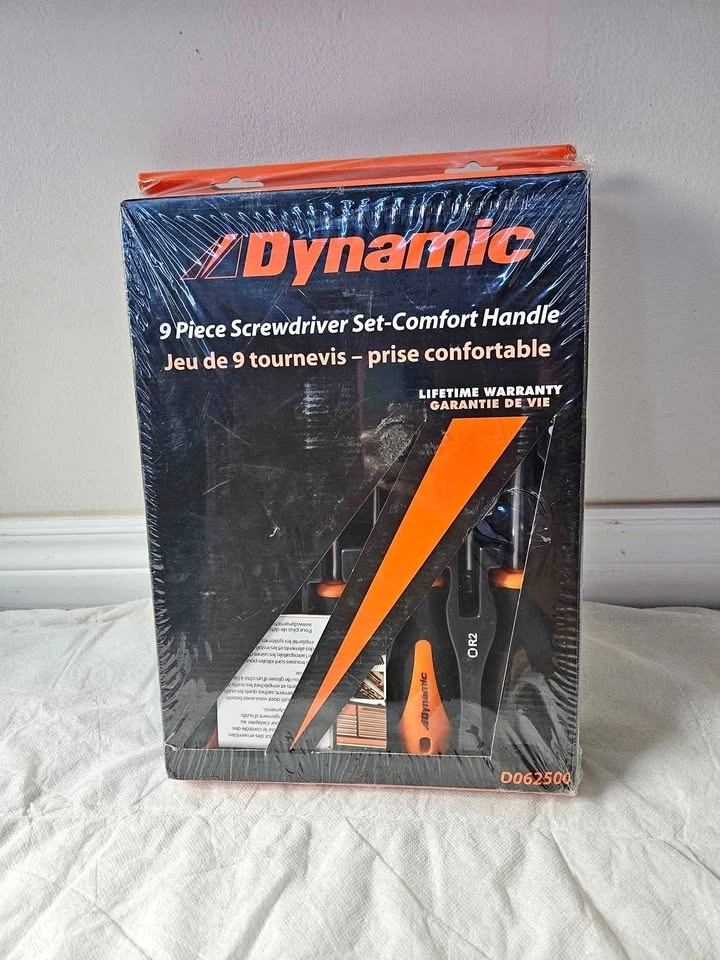 Dynamic
9 Piece Screwdriver Set-Comfort Handle
Jeu de 9 tournevis – prise confortable
LIFETIME WARRANTY
GARANTIE DE VIE
R2
Dynamic
D062500